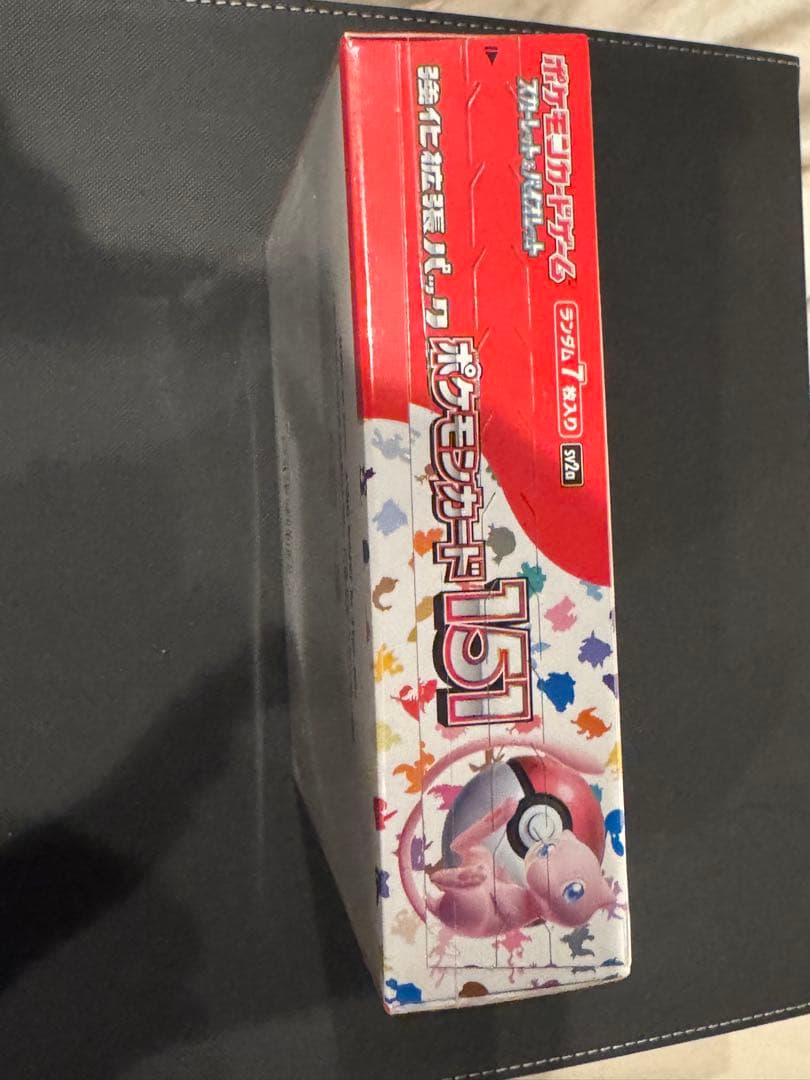 ポケモンカードゲーム
スカーレット&バイオレット
ランダム7枚入り
SV2a
強化拡張パック
ポケモンカード151